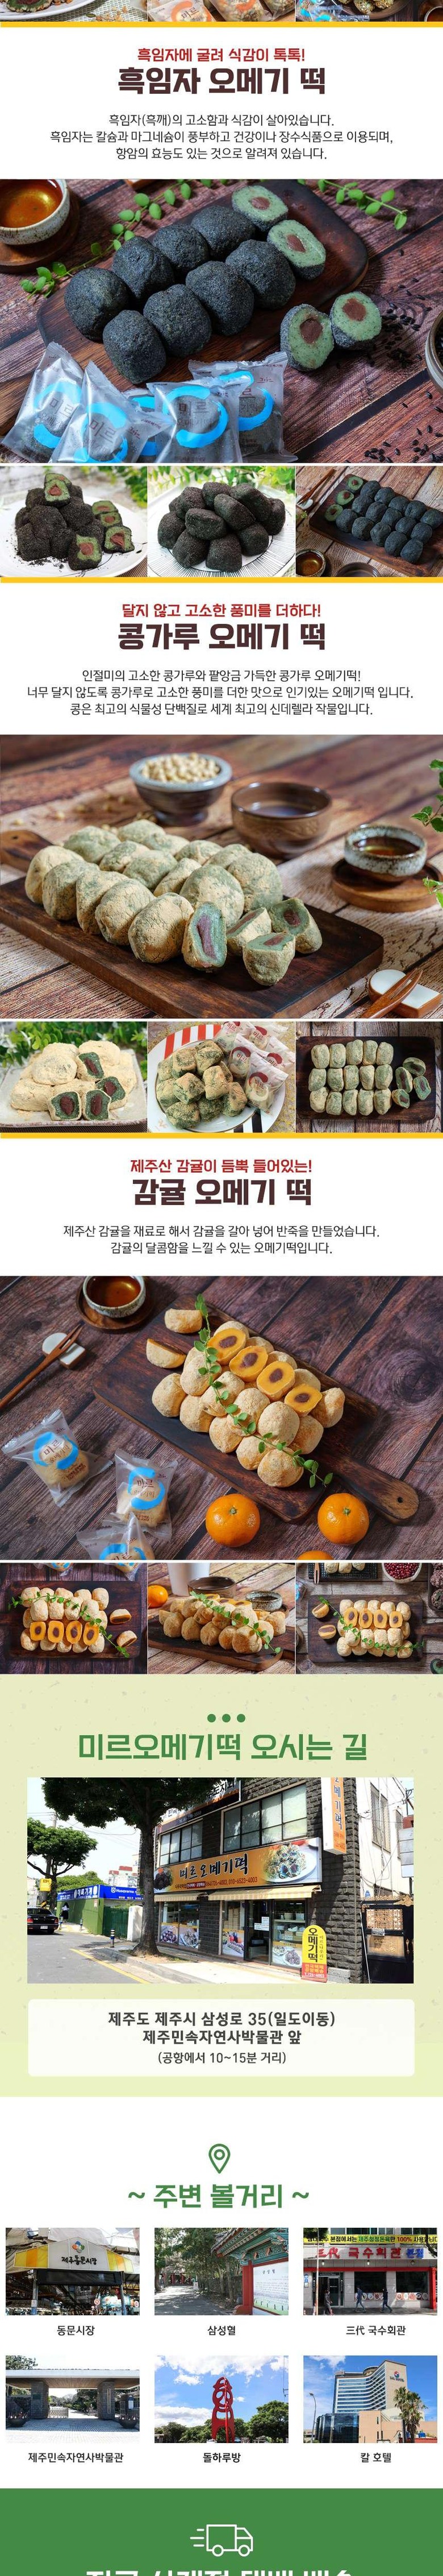 흑임자에 굴려 식감이 톡톡!
흑임자 오메기 떡
흑임자(흑깨)의 고소함과 식감이 살아있습니다.
흑임자는 칼슘과 마그네슘이 풍부하고 건강이나 장수식품으로 이용되며,
항암의 효능도 있는 것으로 알려져 있습니다.
미르
달지 않고 고소한 풍미를 더하다!
콩가루 오메기 떡
인절미의 고소한 콩가루와 팥앙금 가득한 콩가루 오메기떡!
너무 달지 않도록 콩가루로 고소한 풍미를 더한 맛으로 인기있는 오메기떡 입니다.
콩은 최고의 식물성 단백질로 세계 최고의 신데렐라 작물입니다.
제주산 감귤이 듬뿍 들어있는!
감귤 오메기 떡
제주산 감귤을 재료로 해서 감귤을 갈아 넣어 반죽을 만들었습니다.
감귤의 달콤함을 느낄 수 있는 오메기떡입니다.
미르
미르오메기떡 오시는 길
오메기떡
미르오메기떡
오메기떡
제주도 제주시 삼성로 35(일도이동)
제주민속자연사박물관 앞
(공항에서 10~15분 거리)
~ 주변 볼거리 ~
제주동문시장
三代 국수회관 본점
동문시장
삼성혈
三代 국수회관
제주민속자연사박물관
돌하루방
칼 호텔